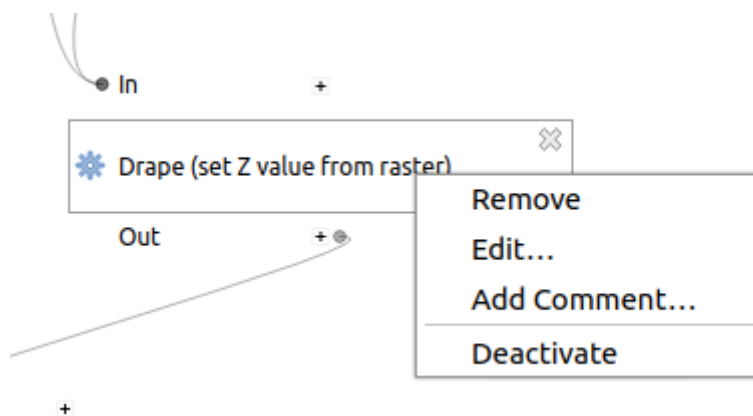 In
+
Drape (set Z value from raster)
Remove
Out
+
Edit...
Add Comment...
Deactivate
+